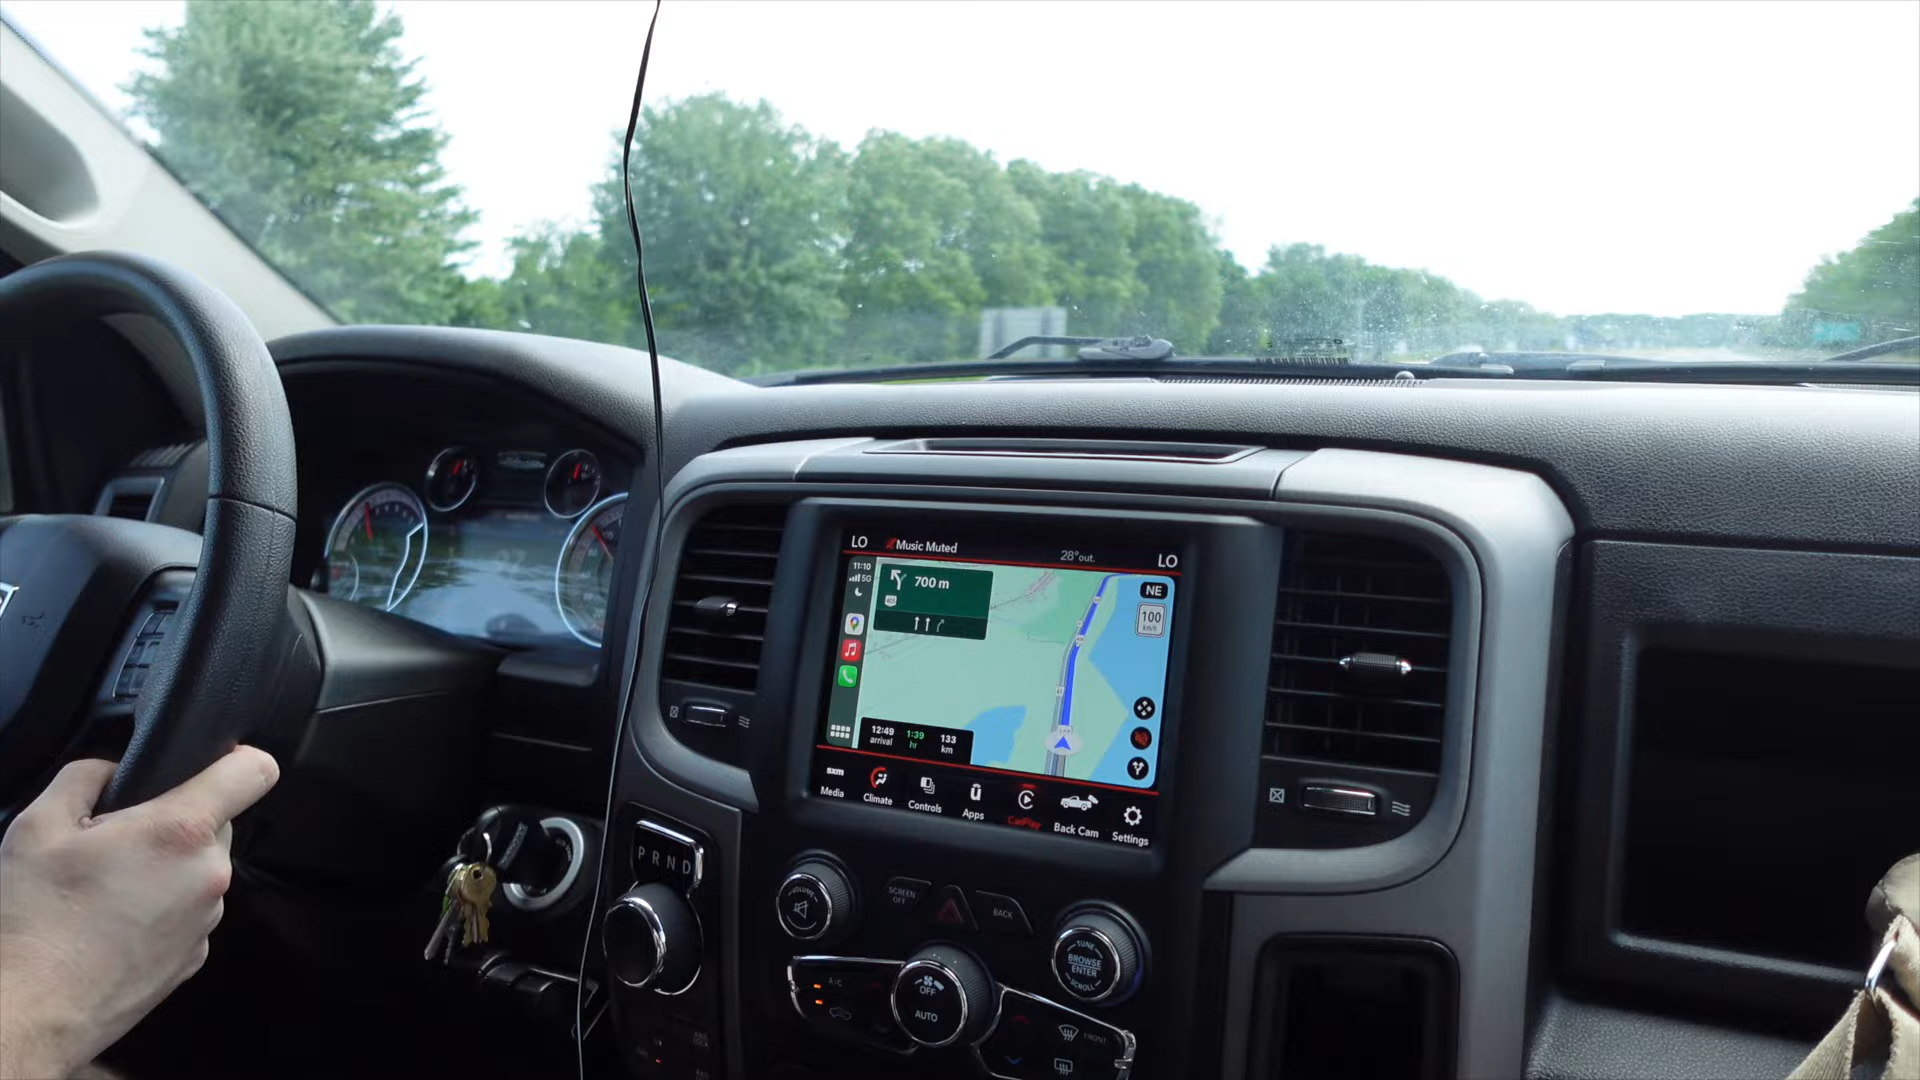 LO
Music Muted
28°out.
LO
11:10
5G
700 m
NE
100
km/h
12:49
arrival
1:39
hr
133
km
sxm
Media
Climate
Controls
Apps
CarPlay
Back Cam
Settings
P R N D
VOLUME
SCREEN
OFF
BACK
TUNE
BROWSE
ENTER
SCROLL
A/C
OFF
AUTO
FRONT